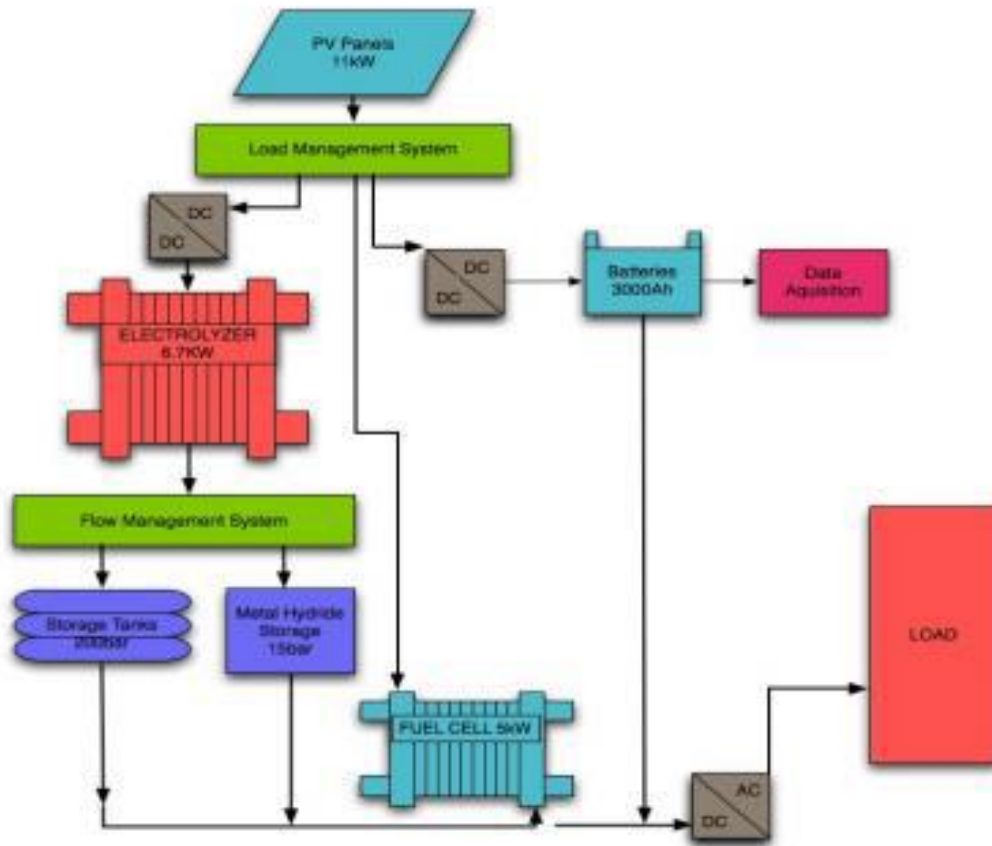 PV Panels
11kW
Load Management System
DC
DC
DC
DC
Batteries
3000Ah
Data
Aquisition
ELECTROLYZER
6.7KW
Flow Management System
Storage Tanks
200bar
Metal Hydride
Storage
15bar
LOAD
FUEL CELL 5kW
AC
DC